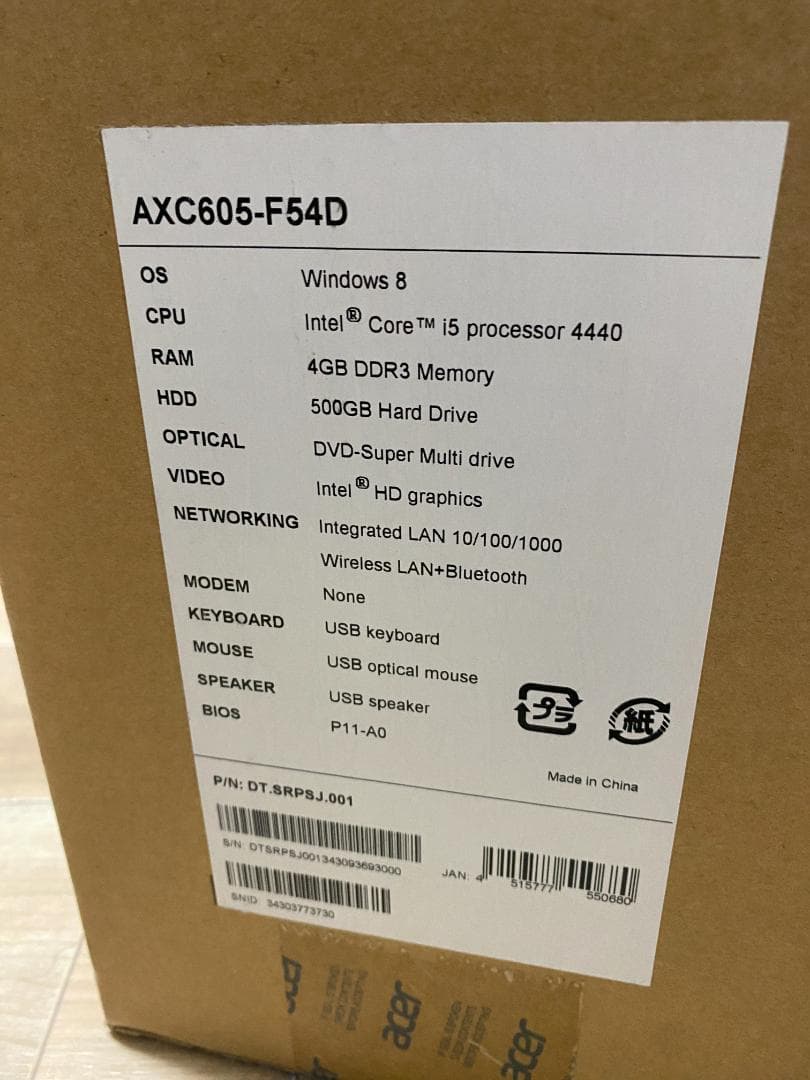 AXC605-F54D
OS Windows 8
CPU Intel® Core™ i5 processor 4440
RAM 4GB DDR3 Memory
HDD 500GB Hard Drive
OPTICAL DVD-Super Multi drive
VIDEO Intel® HD graphics
NETWORKING Integrated LAN 10/100/1000
Wireless LAN+Bluetooth
MODEM None
KEYBOARD USB keyboard
MOUSE USB optical mouse
SPEAKER USB speaker
BIOS P11-A0
プラ 紙
Made in China
P/N: DT.SRPSJ.001
S/N: DTSRPSJ001343093693000
JAN: 4 515777 550680
SNID: 34303773730
acer
acer
acer